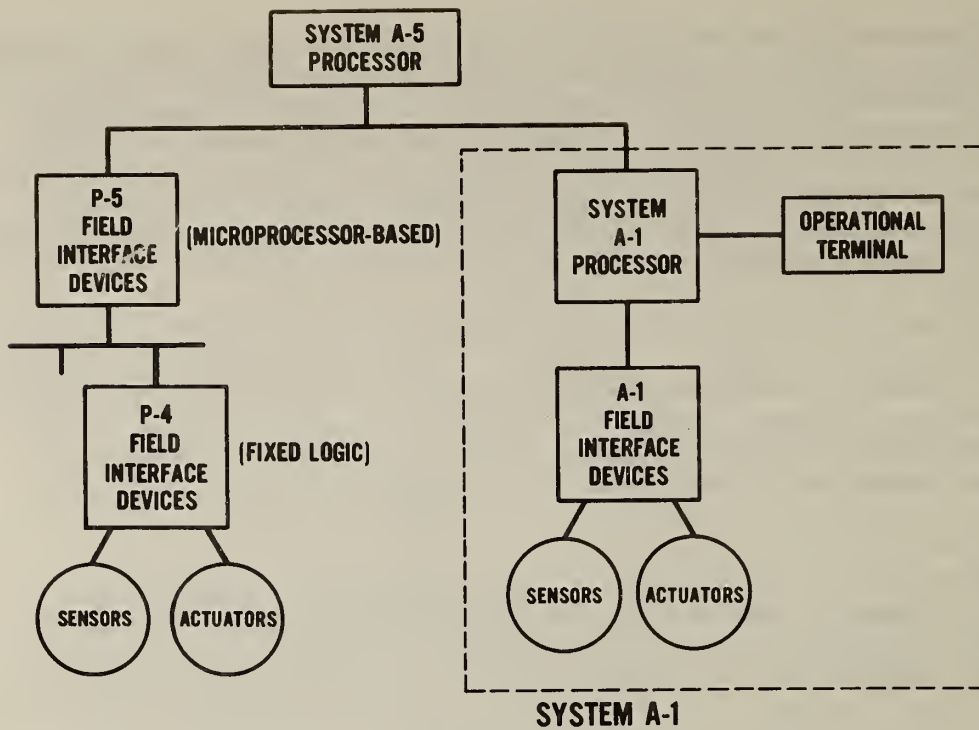 SYSTEM A-5
PROCESSOR
P-5
FIELD
INTERFACE
DEVICES
(MICROPROCESSOR-BASED)
P-4
FIELD
INTERFACE
DEVICES
(FIXED LOGIC)
SENSORS
ACTUATORS
SYSTEM
A-1
PROCESSOR
OPERATIONAL
TERMINAL
A-1
FIELD
INTERFACE
DEVICES
SENSORS
ACTUATORS
SYSTEM A-1